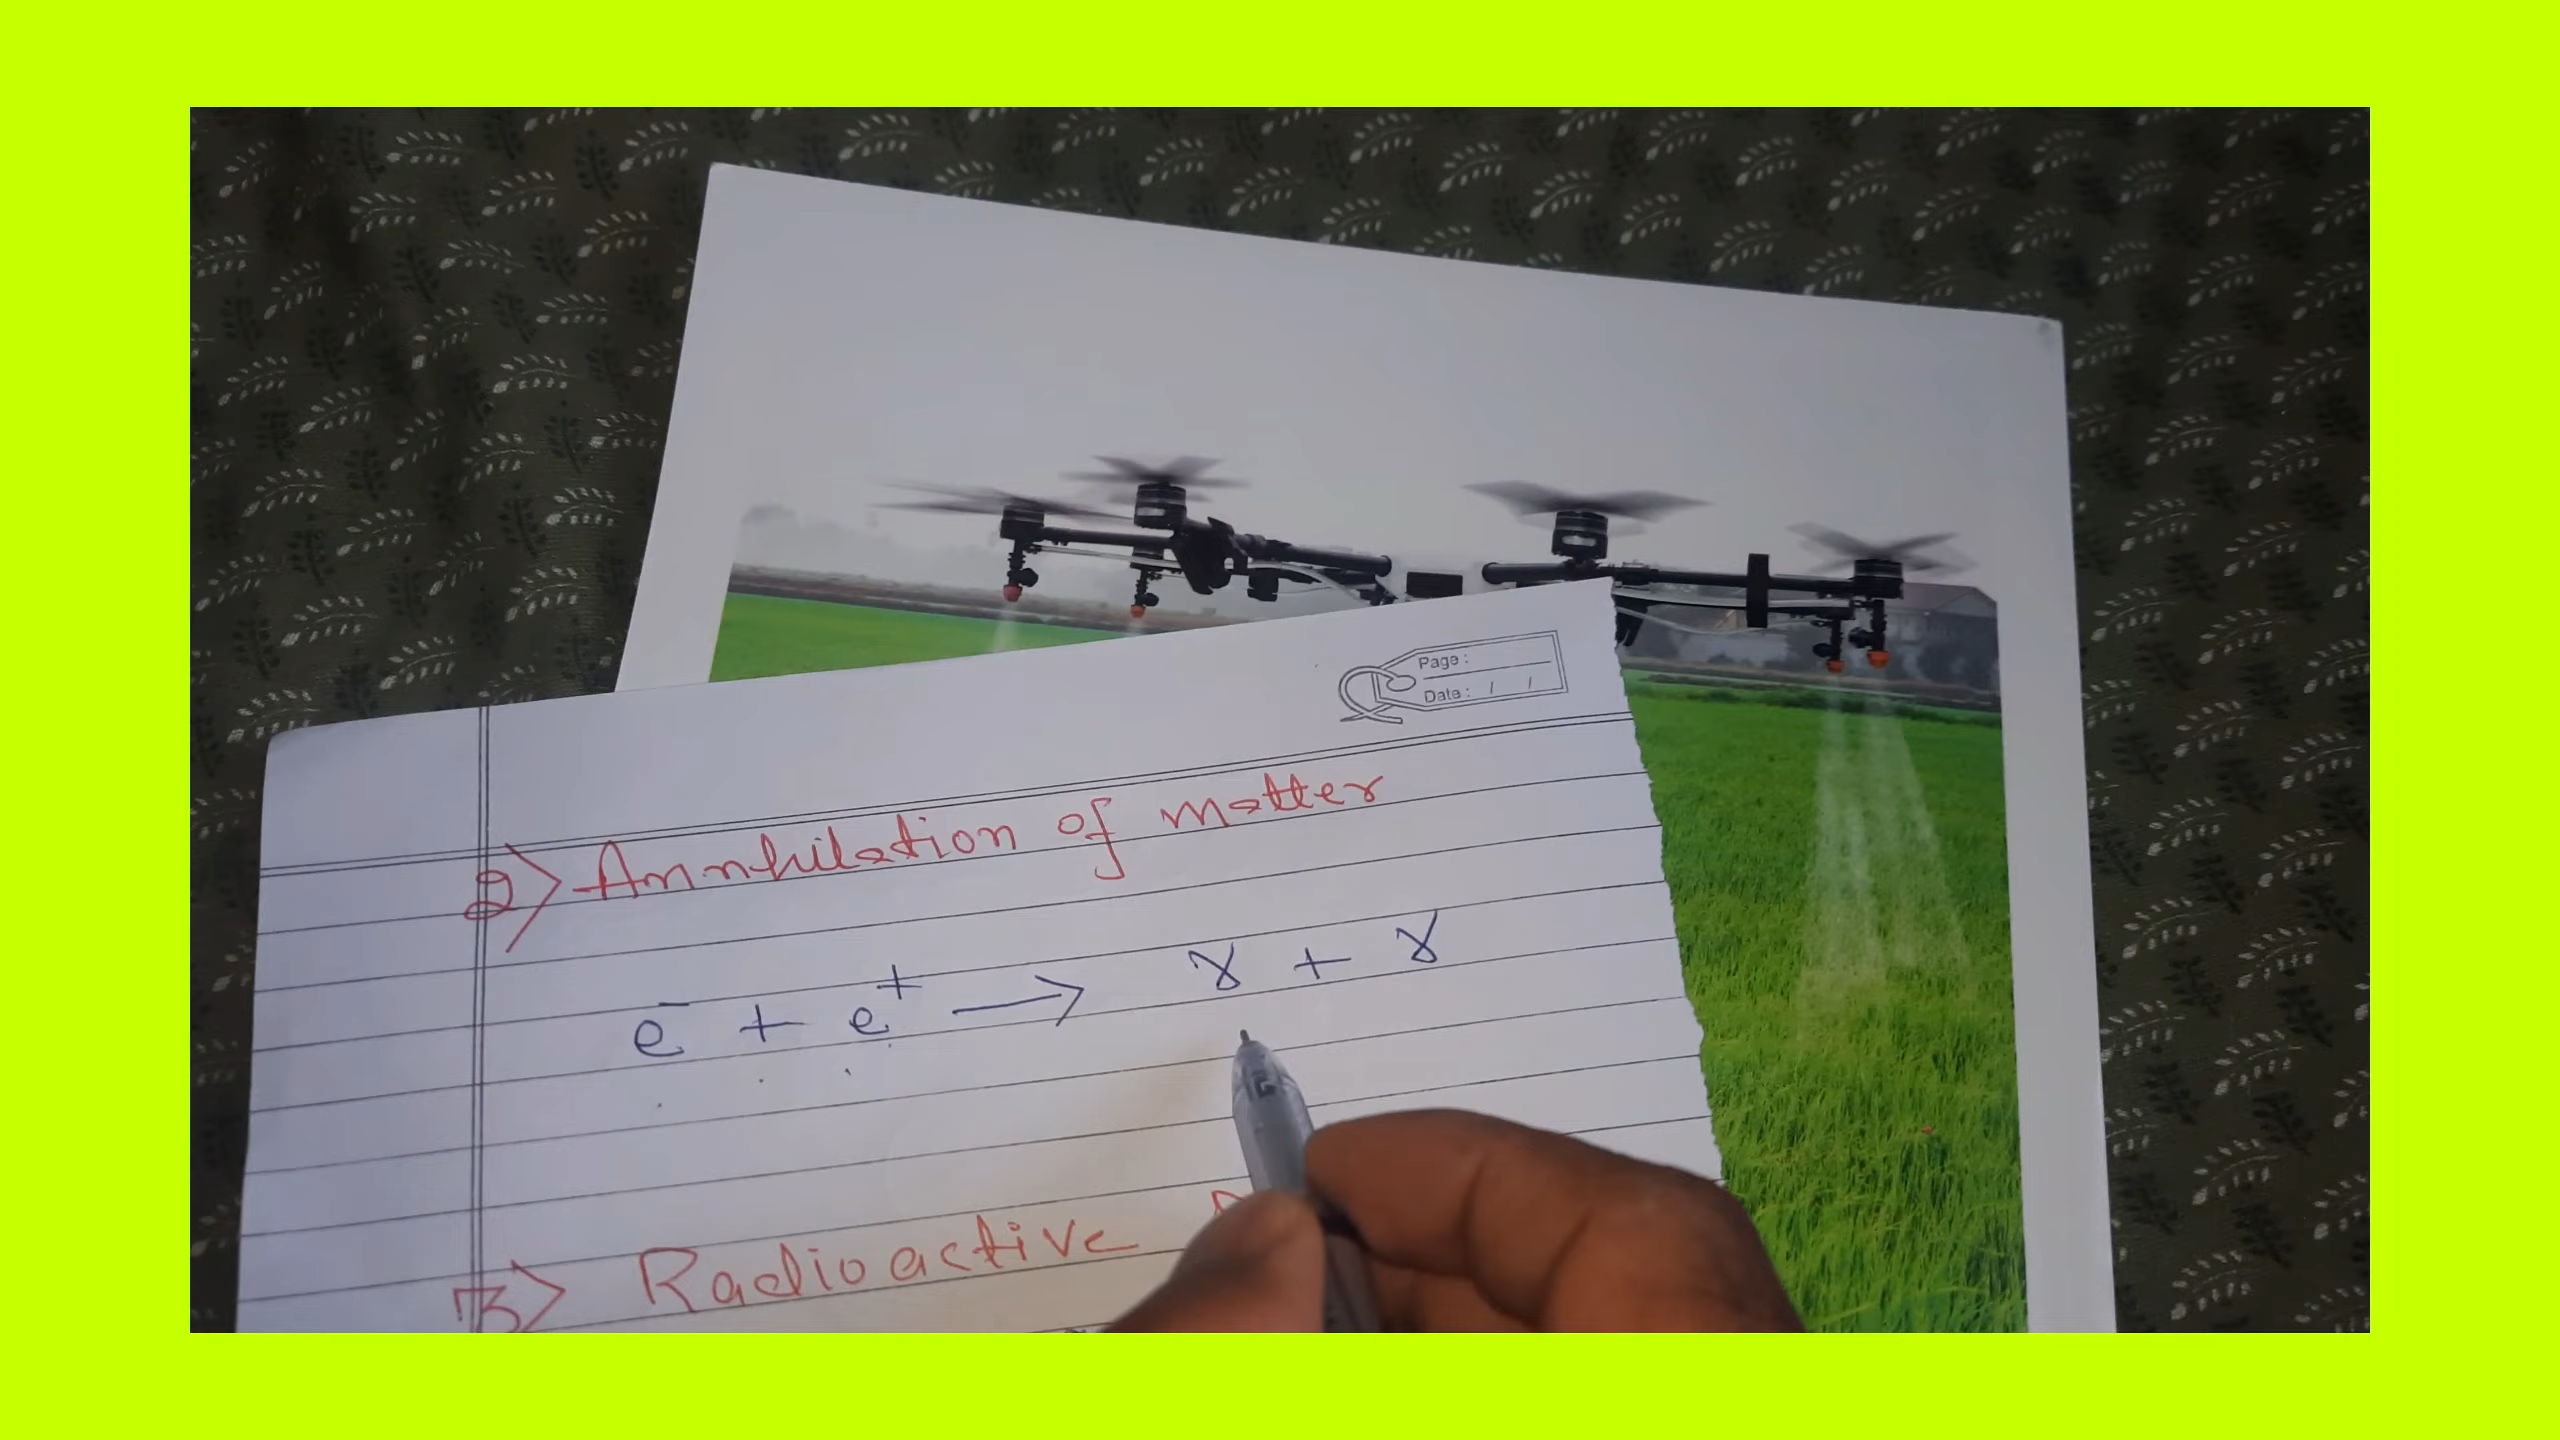 Page :
Date : / /
2> Annhilation of matter
e⁻ + e⁺ → γ + γ
3> Radioactive